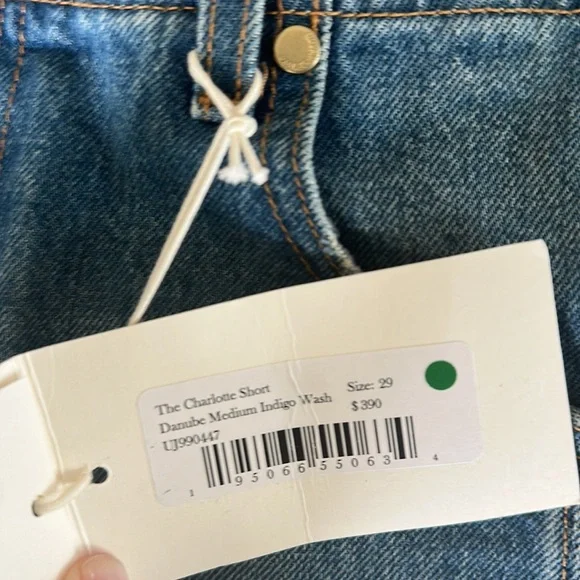 The Charlotte Short
Danube Medium Indigo Wash
UJ990447
Size: 29
$390
1 95066 55063 4